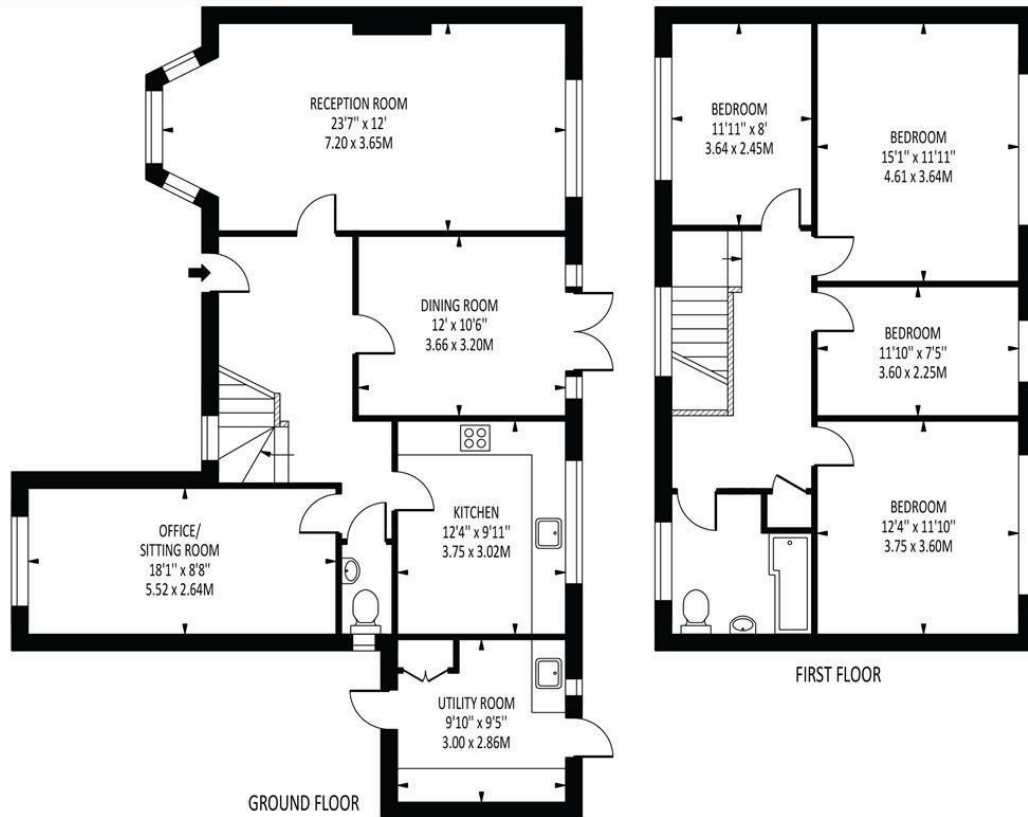 RECEPTION ROOM
23'7" x 12'
7.20 x 3.65M
DINING ROOM
12' x 10'6"
3.66 x 3.20M
KITCHEN
12'4" x 9'11"
3.75 x 3.02M
OFFICE/
SITTING ROOM
18'1" x 8'8"
5.52 x 2.64M
UTILITY ROOM
9'10" x 9'5"
3.00 x 2.86M
GROUND FLOOR
BEDROOM
11'11" x 8'
3.64 x 2.45M
BEDROOM
15'1" x 11'11"
4.61 x 3.64M
BEDROOM
11'10" x 7'5"
3.60 x 2.25M
BEDROOM
12'4" x 11'10"
3.75 x 3.60M
FIRST FLOOR